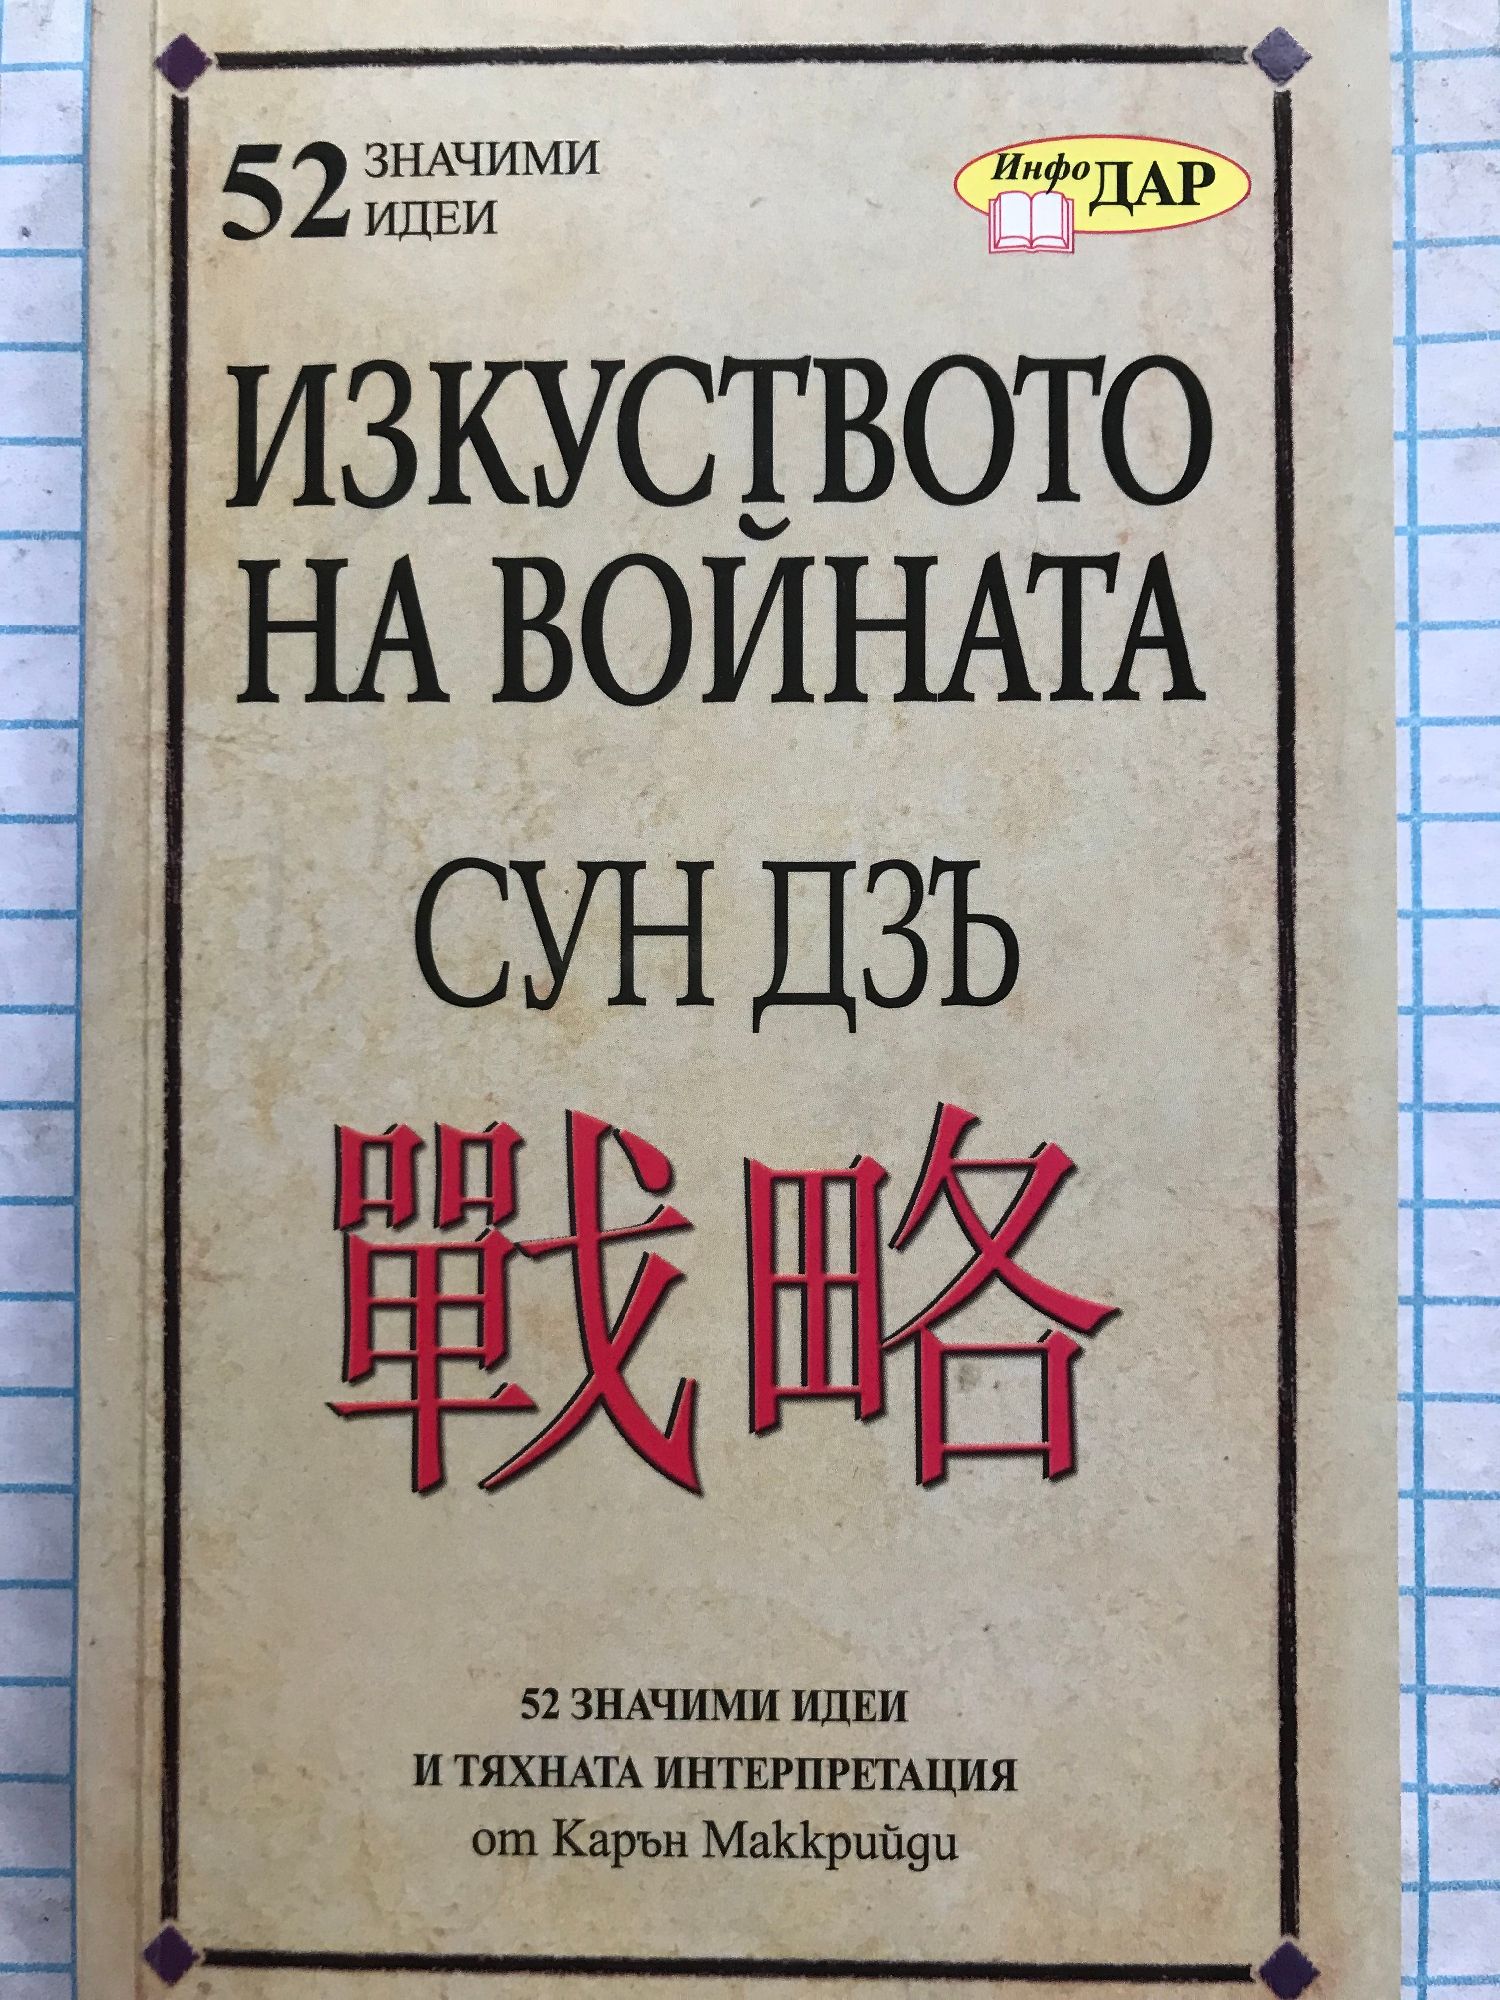 52 ЗНАЧИМИ
ИДЕИ
Инфо ДАР
ИЗКУСТВОТО
НА ВОЙНАТА
СУН ДЗЪ
戰略
52 ЗНАЧИМИ ИДЕИ
И ТЯХНАТА ИНТЕРПРЕТАЦИЯ
от Карън Маккрийди